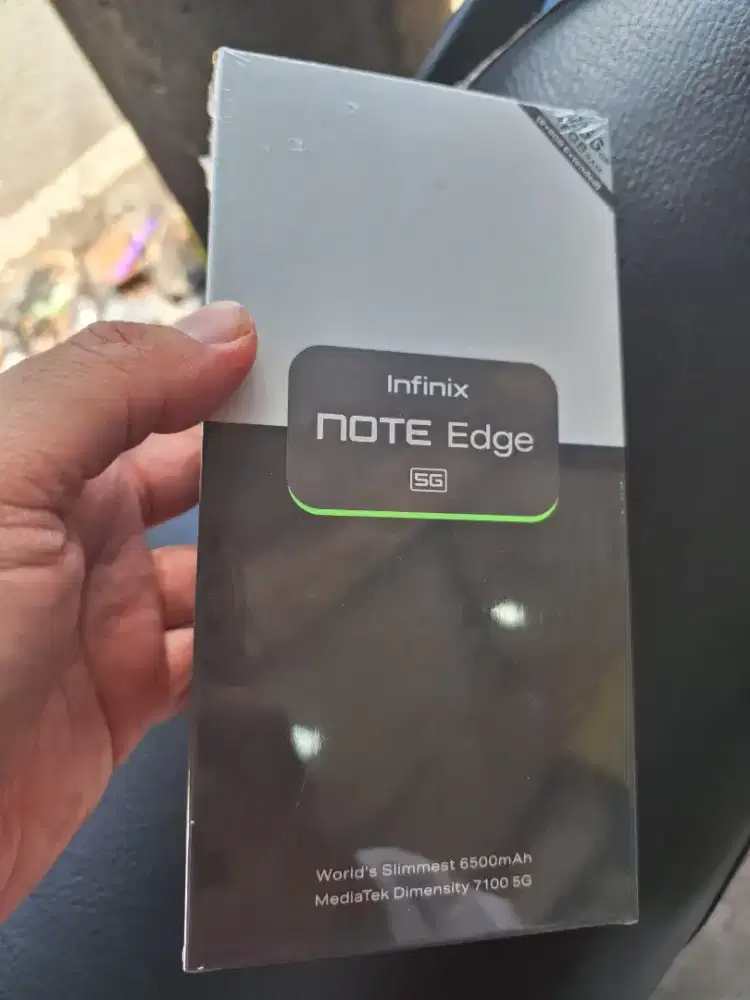 Infinix
NOTE Edge
5G
World's Slimmest 6500mAh
MediaTek Dimensity 7100 5G